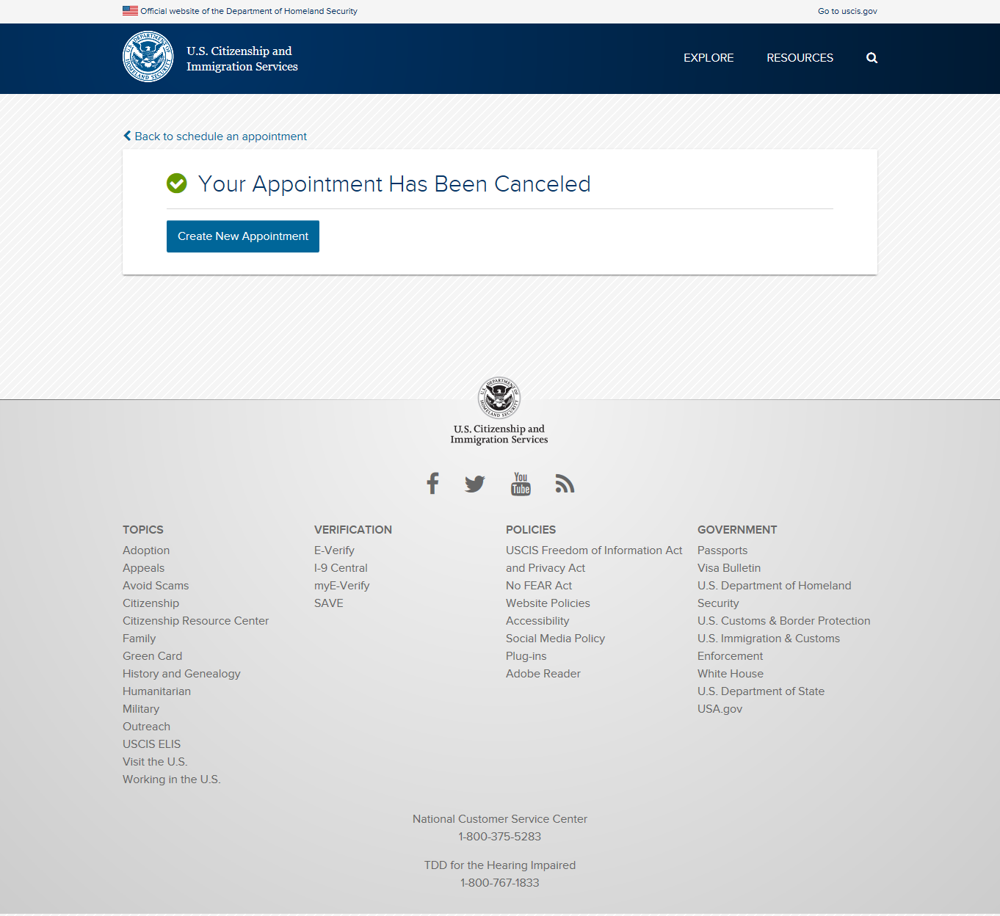 Official website of the Department of Homeland Security
Go to uscis.gov
U.S. Citizenship and
Immigration Services
EXPLORE
RESOURCES
Back to schedule an appointment
Your Appointment Has Been Canceled
Create New Appointment
U.S. Citizenship and
Immigration Services
You
Tube
TOPICS
Adoption
Appeals
Avoid Scams
Citizenship
Citizenship Resource Center
Family
Green Card
History and Genealogy
Humanitarian
Military
Outreach
USCIS ELIS
Visit the U.S.
Working in the U.S.
VERIFICATION
E-Verify
I-9 Central
myE-Verify
SAVE
POLICIES
USCIS Freedom of Information Act
and Privacy Act
No FEAR Act
Website Policies
Accessibility
Social Media Policy
Plug-ins
Adobe Reader
GOVERNMENT
Passports
Visa Bulletin
U.S. Department of Homeland
Security
U.S. Customs & Border Protection
U.S. Immigration & Customs
Enforcement
White House
U.S. Department of State
USA.gov
National Customer Service Center
1-800-375-5283
TDD for the Hearing Impaired
1-800-767-1833